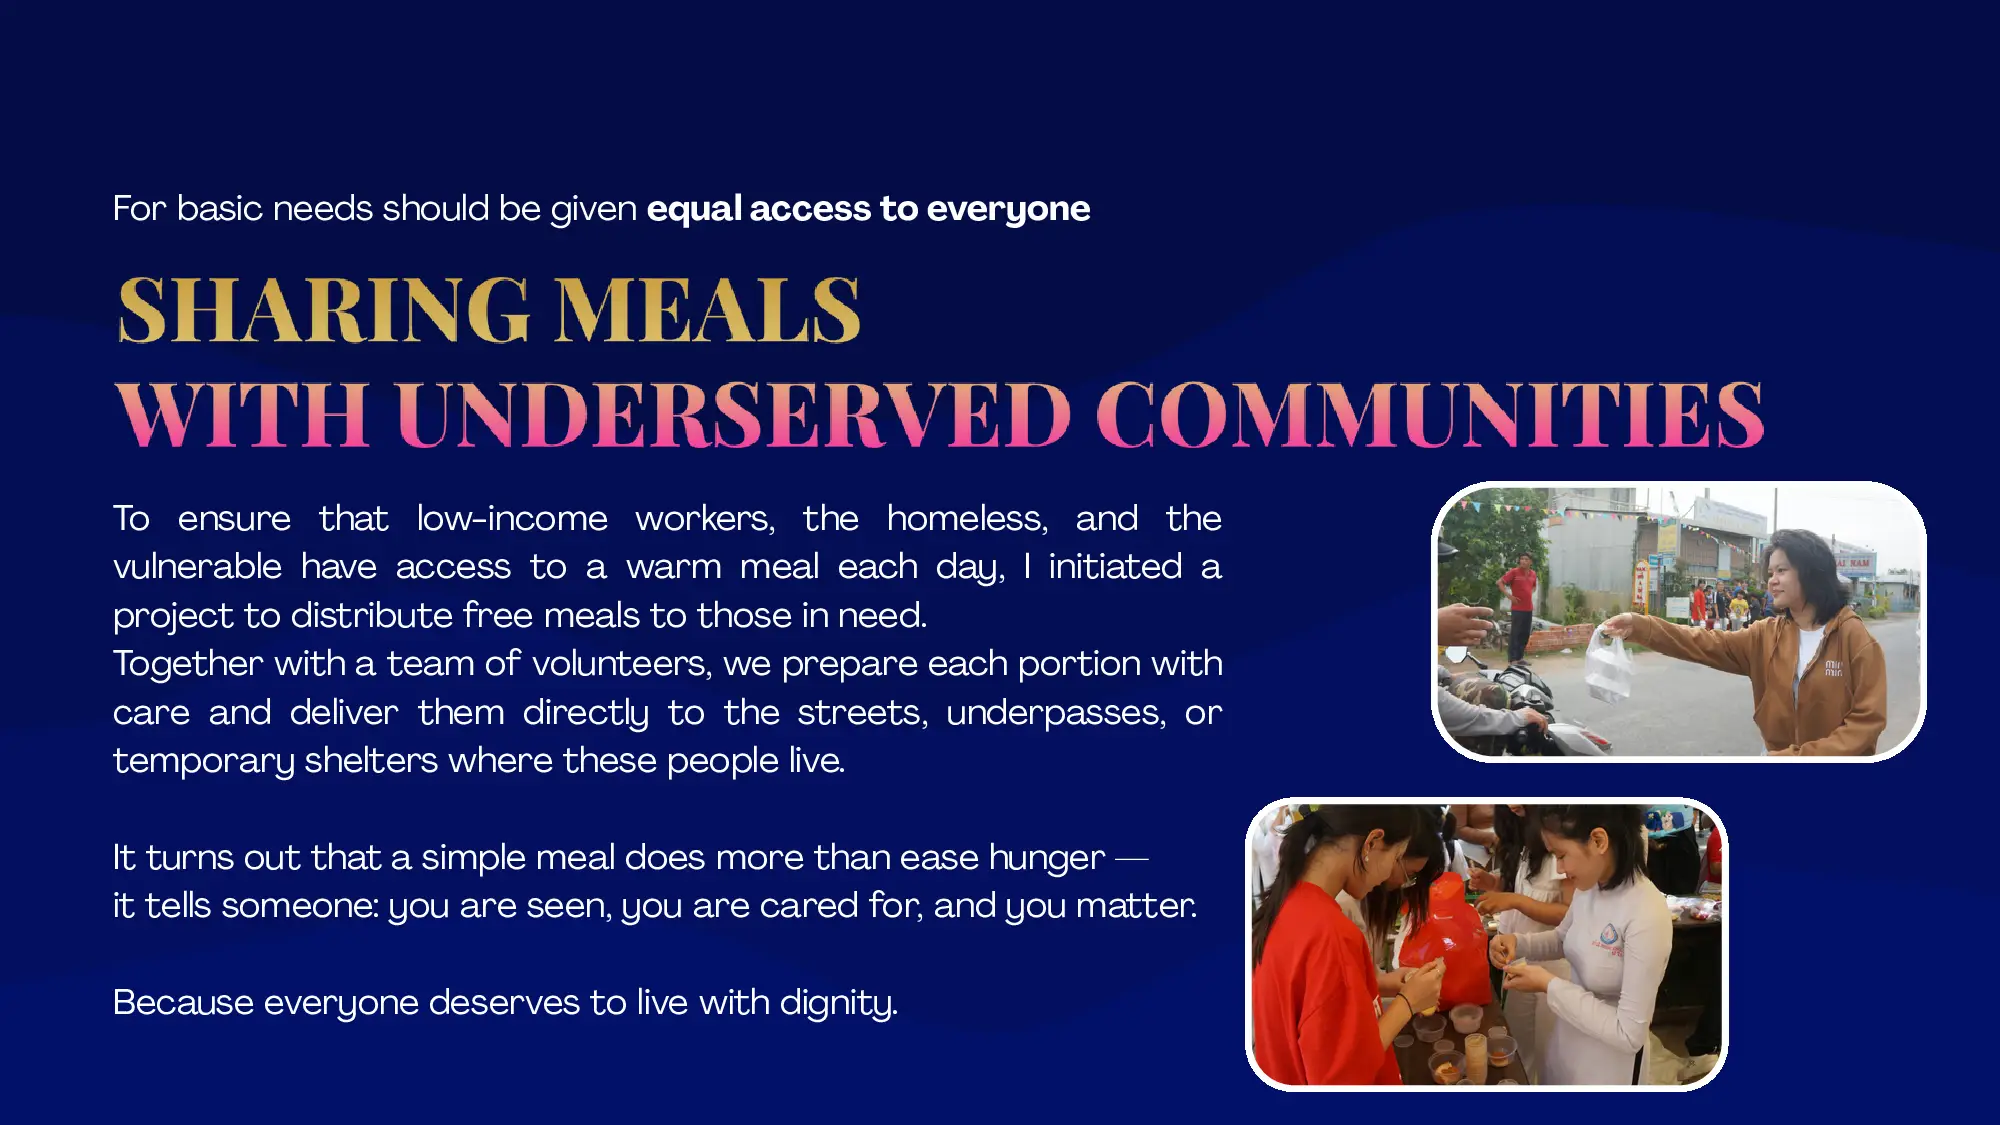 For basic needs should be given equal access to everyone
SHARING MEALS
WITH UNDERSERVED COMMUNITIES
To ensure that low-income workers, the homeless, and the
vulnerable have access to a warm meal each day, I initiated a
project to distribute free meals to those in need.
Together with a team of volunteers, we prepare each portion with
care and deliver them directly to the streets, underpasses, or
temporary shelters where these people live.
It turns out that a simple meal does more than ease hunger —
it tells someone: you are seen, you are cared for, and you matter.
Because everyone deserves to live with dignity.
NAM